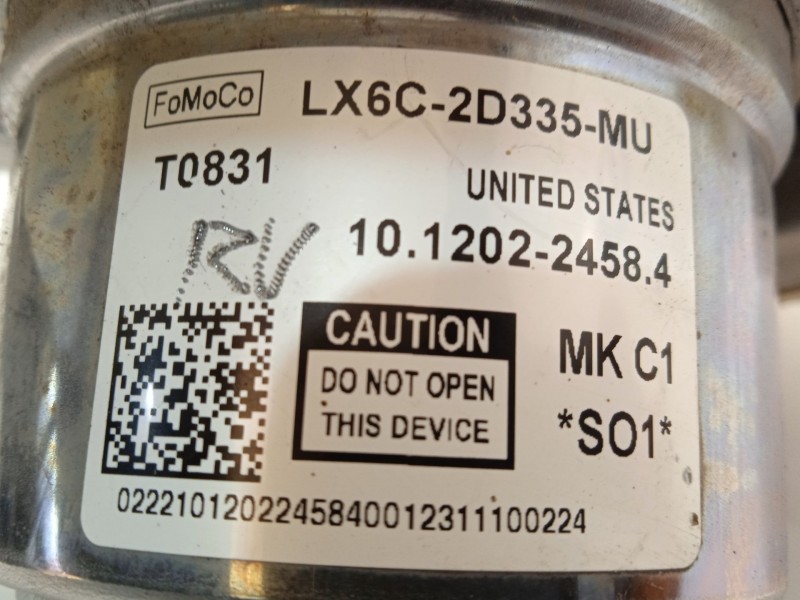 FoMoCo LX6C-2D335-MU
T0831
UNITED STATES
RV
10.1202-2458.4
CAUTION
DO NOT OPEN
THIS DEVICE
MK C1
*SO1*
0222101202245840012311100224